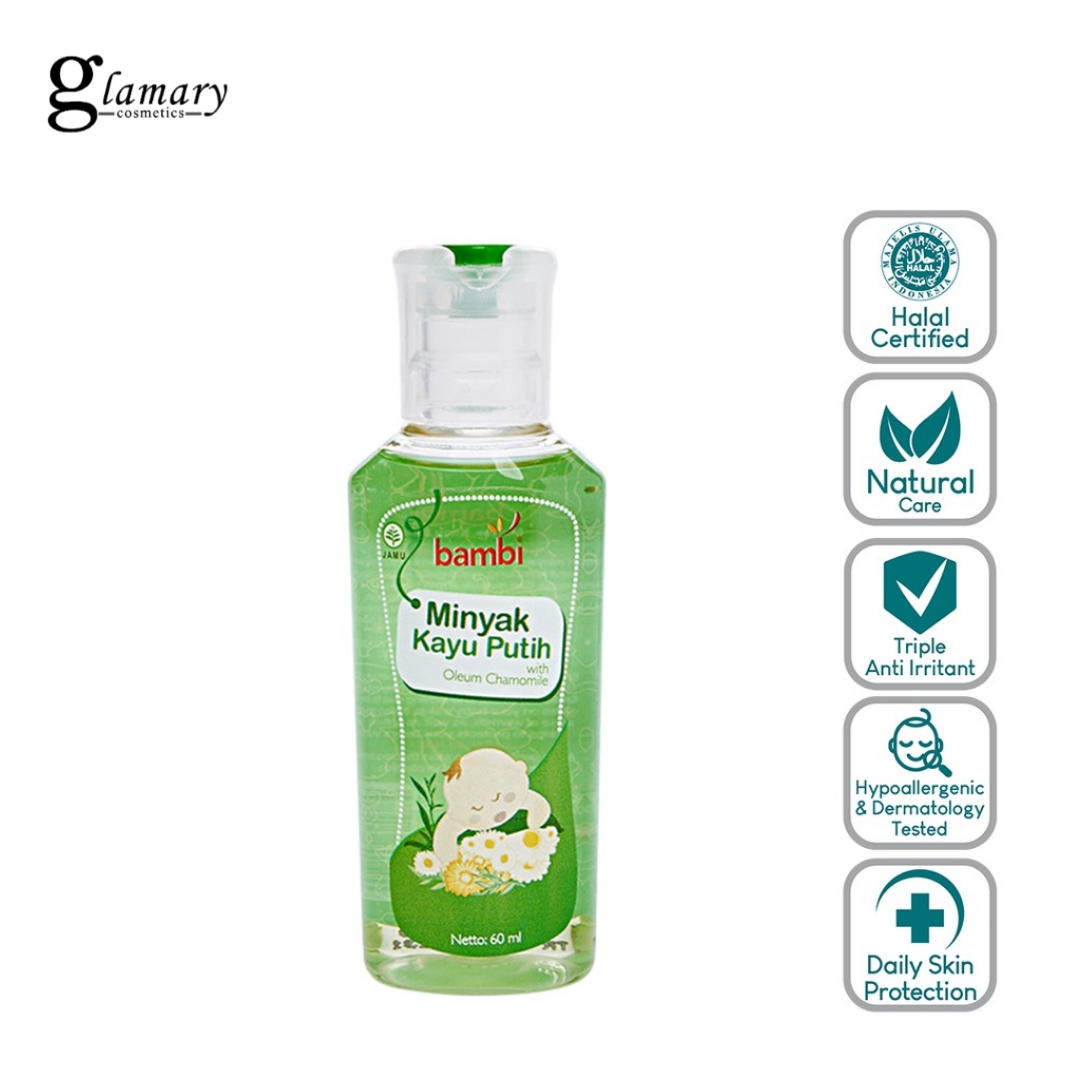 glamary
cosmetics
JAMU
bambi
Minyak
Kayu Putih
with
Oleum Chamomile
Netto: 60 ml
MAJELIS ULAMA
حلال
HALAL
INDONESIA
Halal
Certified
Natural
Care
Triple
Anti Irritant
Hypoallergenic
& Dermatology
Tested
Daily Skin
Protection